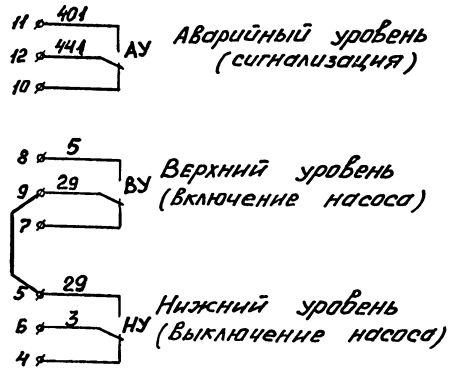 11 401
12 441 АУ Аварийный уровень
10 (сигнализация)
8 5
9 29 ВУ Верхний уровень
7 (включение насоса)
5 29
6 3 НУ Нижний уровень
4 (выключение насоса)